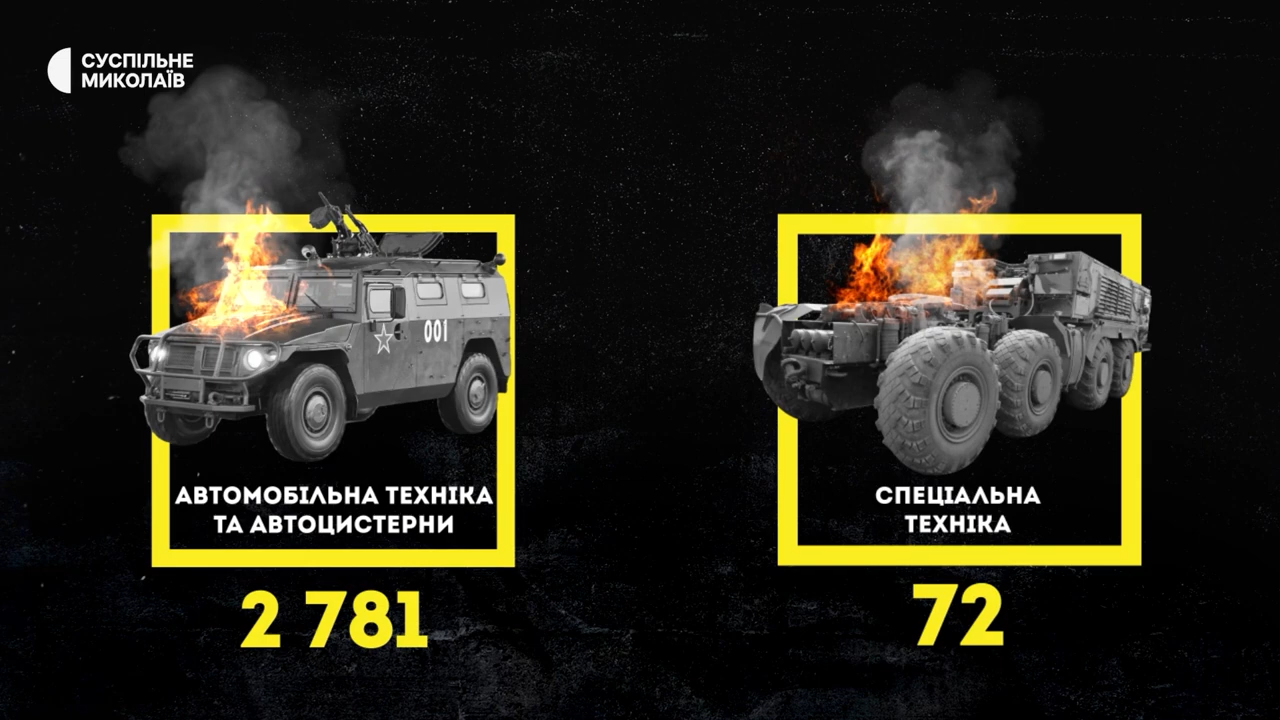 СУСПІЛЬНЕ
МИКОЛАЇВ
001
АВТОМОБІЛЬНА ТЕХНІКА
ТА АВТОЦИСТЕРНИ
2 781
СПЕЦІАЛЬНА
ТЕХНІКА
72